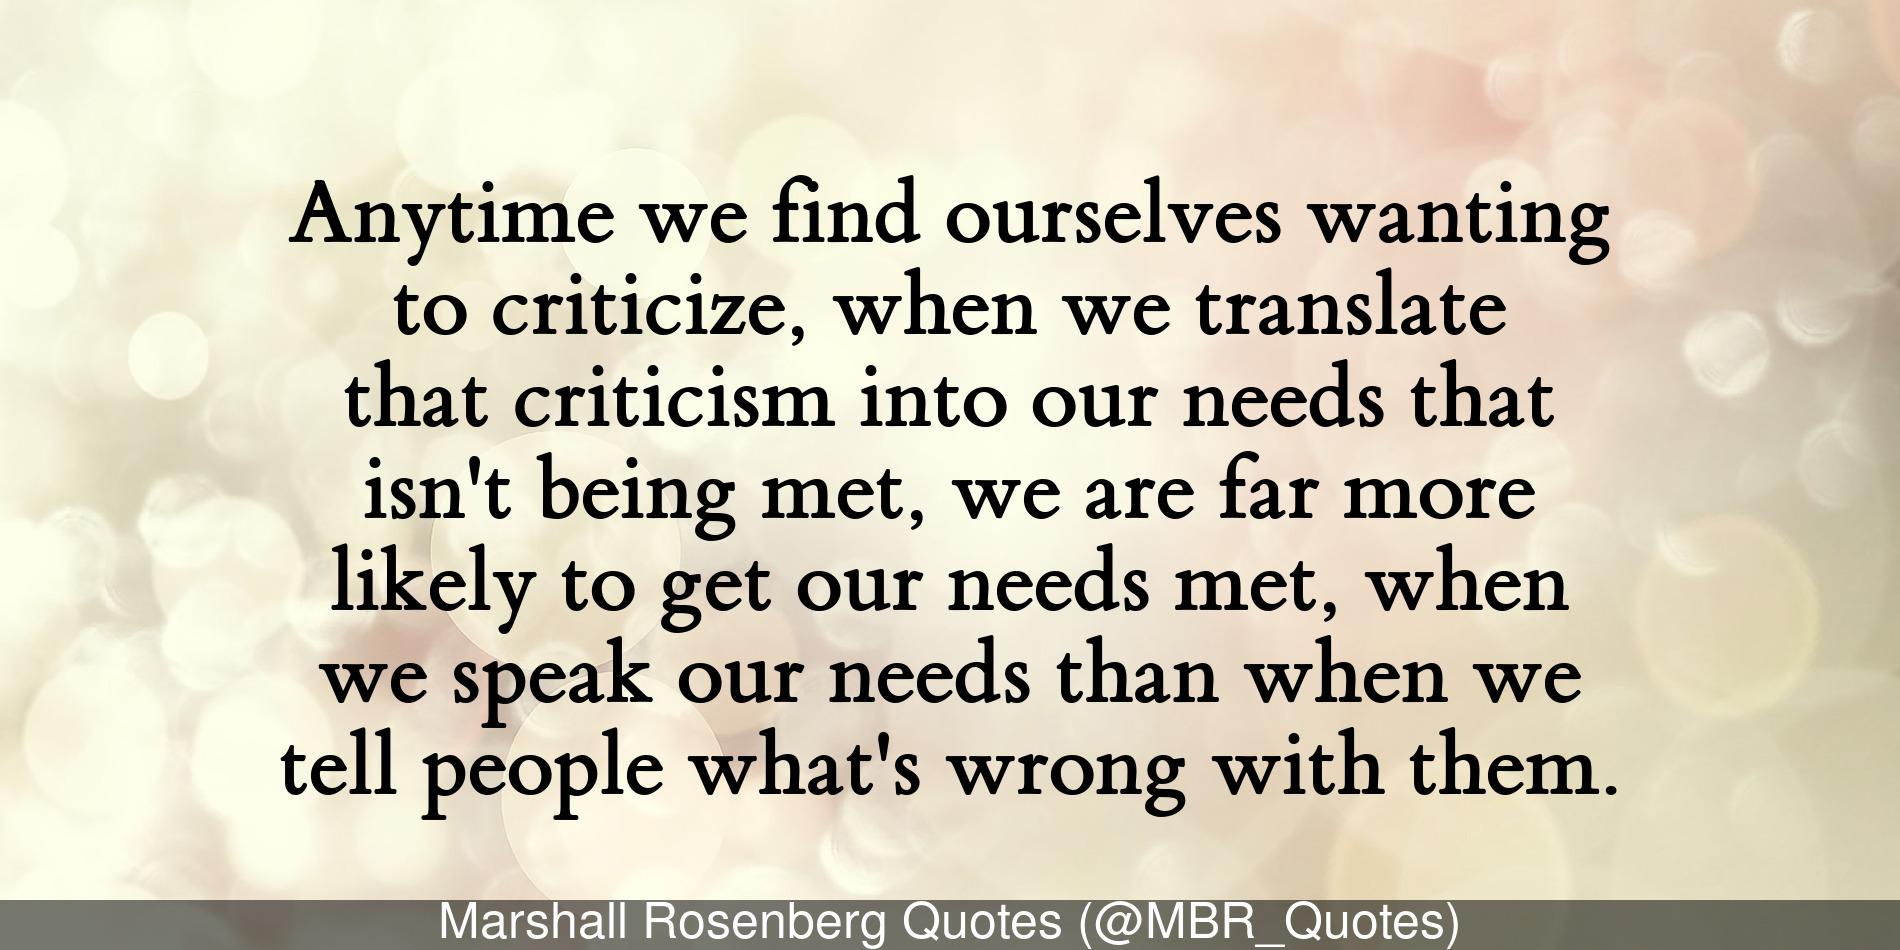 Anytime we find ourselves wanting
to criticize, when we translate
that criticism into our needs that
isn't being met, we are far more
likely to get our needs met, when
we speak our needs than when we
tell people what's wrong with them.
Marshall Rosenberg Quotes (@MBR_Quotes)